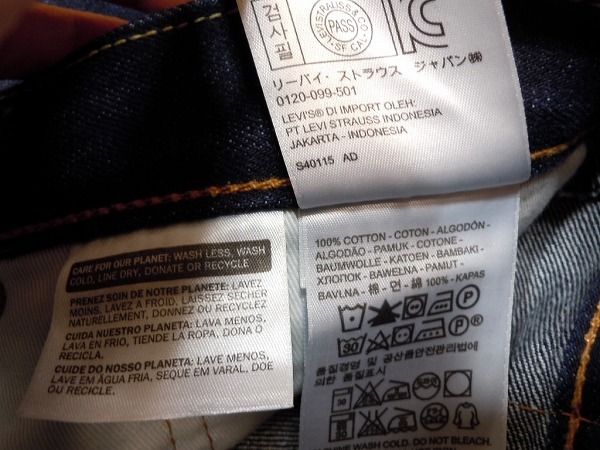 검사필
LEVI STRAUSS & CO
PASS
S.F. CAL
リーバイ・ストラウス ジャパン㈱
0120-099-501
LEVI'S® DI IMPORT OLEH:
PT LEVI STRAUSS INDONESIA
JAKARTA - INDONESIA
S40115 AD
CARE FOR OUR PLANET: WASH LESS, WASH
COLD, LINE DRY, DONATE OR RECYCLE
PRENEZ SOIN DE NOTRE PLANETE: LAVEZ
MOINS, LAVEZ A FROID, LAISSEZ SÉCHER
NATURELLEMENT, DONNEZ OU RECYCLEZ
CUIDA NUESTRO PLANETA: LAVA MENOS,
LAVA EN FRIO, TIENDE LA ROPA, DONA O
RECICLA.
CUIDE DO NOSSO PLANETA: LAVE MENOS,
LAVE EM ÁGUA FRIA, SEQUE EM VARAL, DOE
OU RECICLE.
100% COTTON - COTON - ALGODÓN-
ALGODÃO - PAMUK - COTONE-
BAUMWOLLE - KATOEN - BAMBAKI-
ХЛОПОК - BAWEŁNA - PAMUT-
BAVLNA - 棉 - 면 - 綿 100% - KAPAS
P
30 P®
품질경영 및 공산품안전관리법에
의한 품질표시
MACHINE WASH COLD. DO NOT BLEACH.